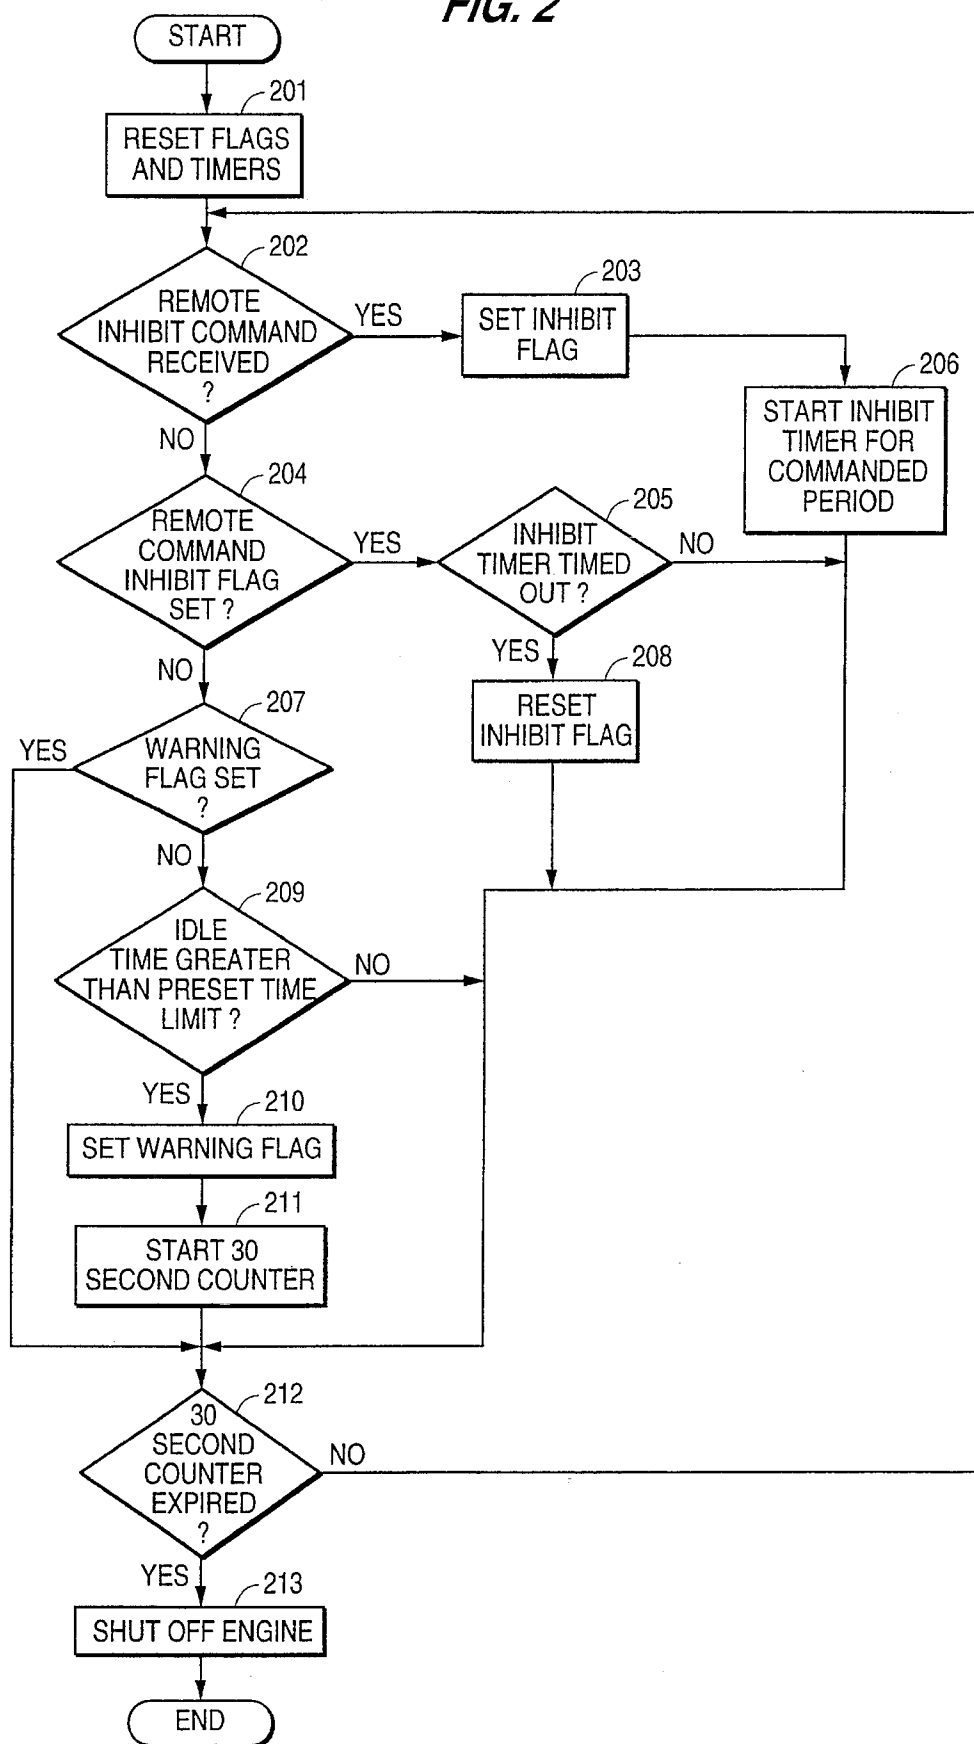 FIG. 2
START
201
RESET FLAGS
AND TIMERS
202
REMOTE
INHIBIT COMMAND
RECEIVED
?
YES
NO
203
SET INHIBIT
FLAG
206
START INHIBIT
TIMER FOR
COMMANDED
PERIOD
204
REMOTE
COMMAND
INHIBIT FLAG
SET ?
YES
NO
205
INHIBIT
TIMER TIMED
OUT ?
NO
YES
208
RESET
INHIBIT FLAG
207
WARNING
FLAG SET
?
YES
NO
209
IDLE
TIME GREATER
THAN PRESET TIME
LIMIT ?
NO
YES
210
SET WARNING FLAG
211
START 30
SECOND COUNTER
212
30
SECOND
COUNTER
EXPIRED
?
NO
YES
213
SHUT OFF ENGINE
END